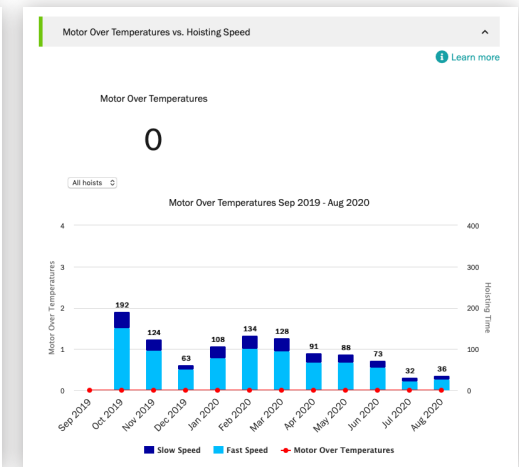 Motor Over Temperatures vs. Hoisting Speed
Learn more
Motor Over Temperatures
0
All hoists
Motor Over Temperatures Sep 2019 - Aug 2020
4
3
2
1
0
Motor Over Temperatures
400
300
200
100
0
Hoisting Time
192
124
63
108
134
128
91
88
73
32
36
Sep 2019
Oct 2019
Nov 2019
Dec 2019
Jan 2020
Feb 2020
Mar 2020
Apr 2020
May 2020
Jun 2020
Jul 2020
Aug 2020
Slow Speed Fast Speed Motor Over Temperatures